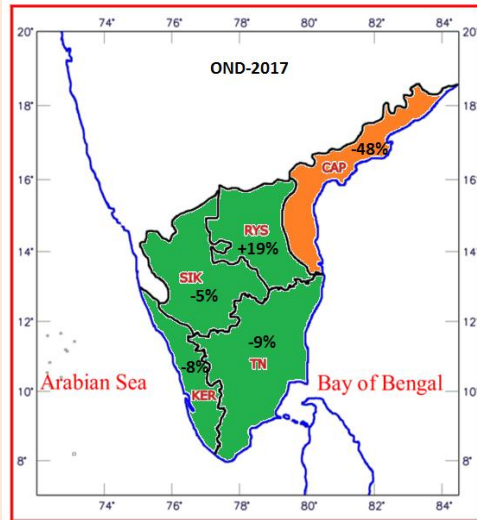 74° 76° 78° 80° 82° 84°
20° 20°
OND-2017
18° 18°
-48%
CAP
16° 16°
RYS
+19%
14° 14°
SIK
-5%
12° 12°
-9%
-8% TN
Arabian Sea Bay of Bengal
KER
10° 10°
8° 8°
74° 76° 78° 80° 82° 84°